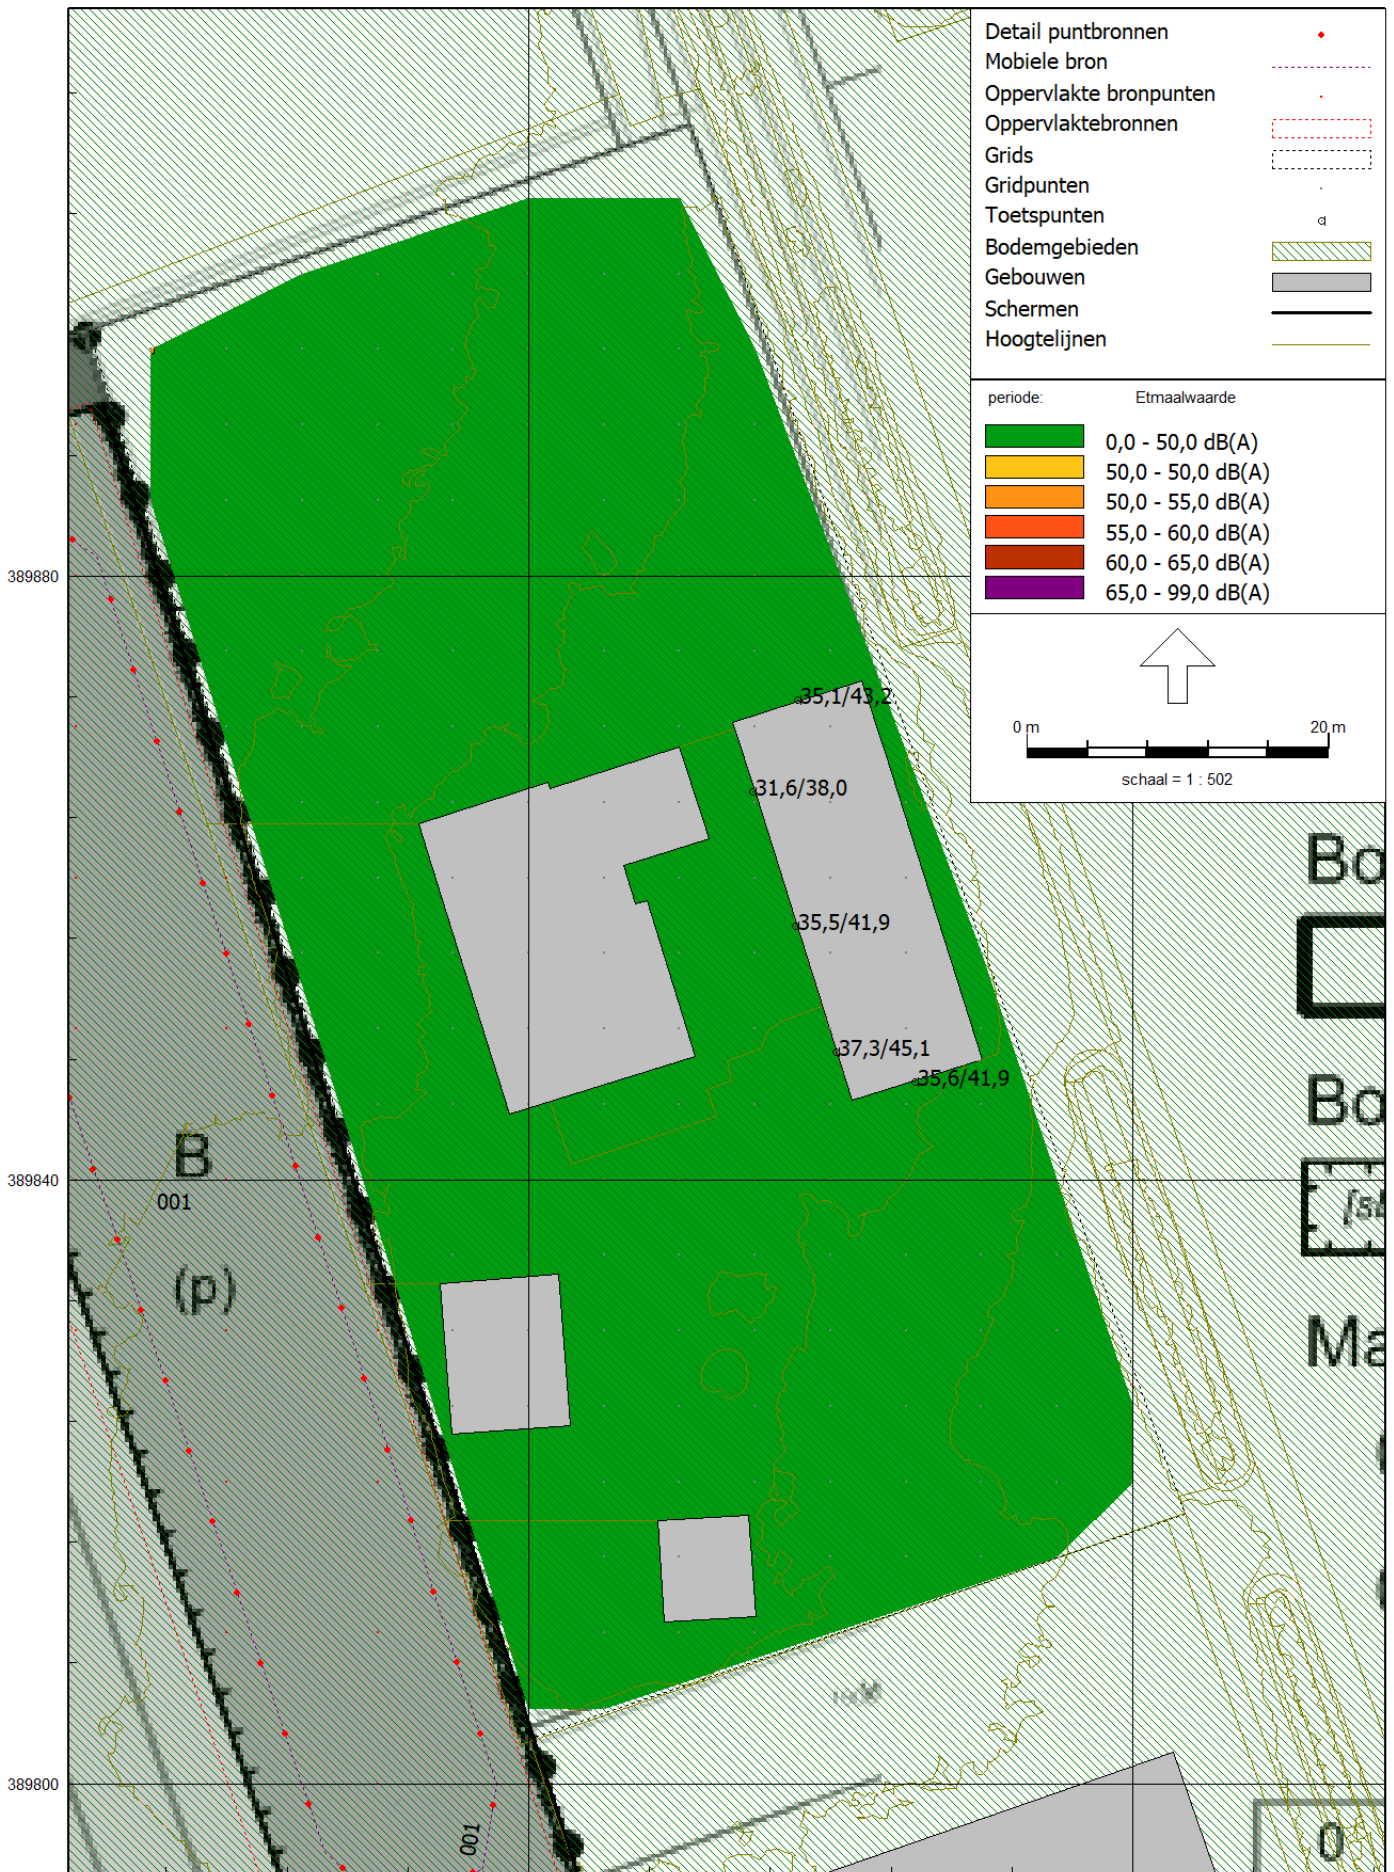 Detail puntbronnen
Mobiele bron
Oppervlakte bronpunten
Oppervlaktebronnen
Grids
Gridpunten
Toetspunten
Bodemgebieden
Gebouwen
Schermen
Hoogtelijnen
periode: Etmaalwaarde
0,0 - 50,0 dB(A)
50,0 - 50,0 dB(A)
50,0 - 55,0 dB(A)
55,0 - 60,0 dB(A)
60,0 - 65,0 dB(A)
65,0 - 99,0 dB(A)
0 m 20 m
schaal = 1 : 502
389880
35,1/43,2
31,6/38,0
Bo
35,5/41,9
37,3/45,1
35,6/41,9
Bo
B
389840
001
(p)
Ma
389800
001
0